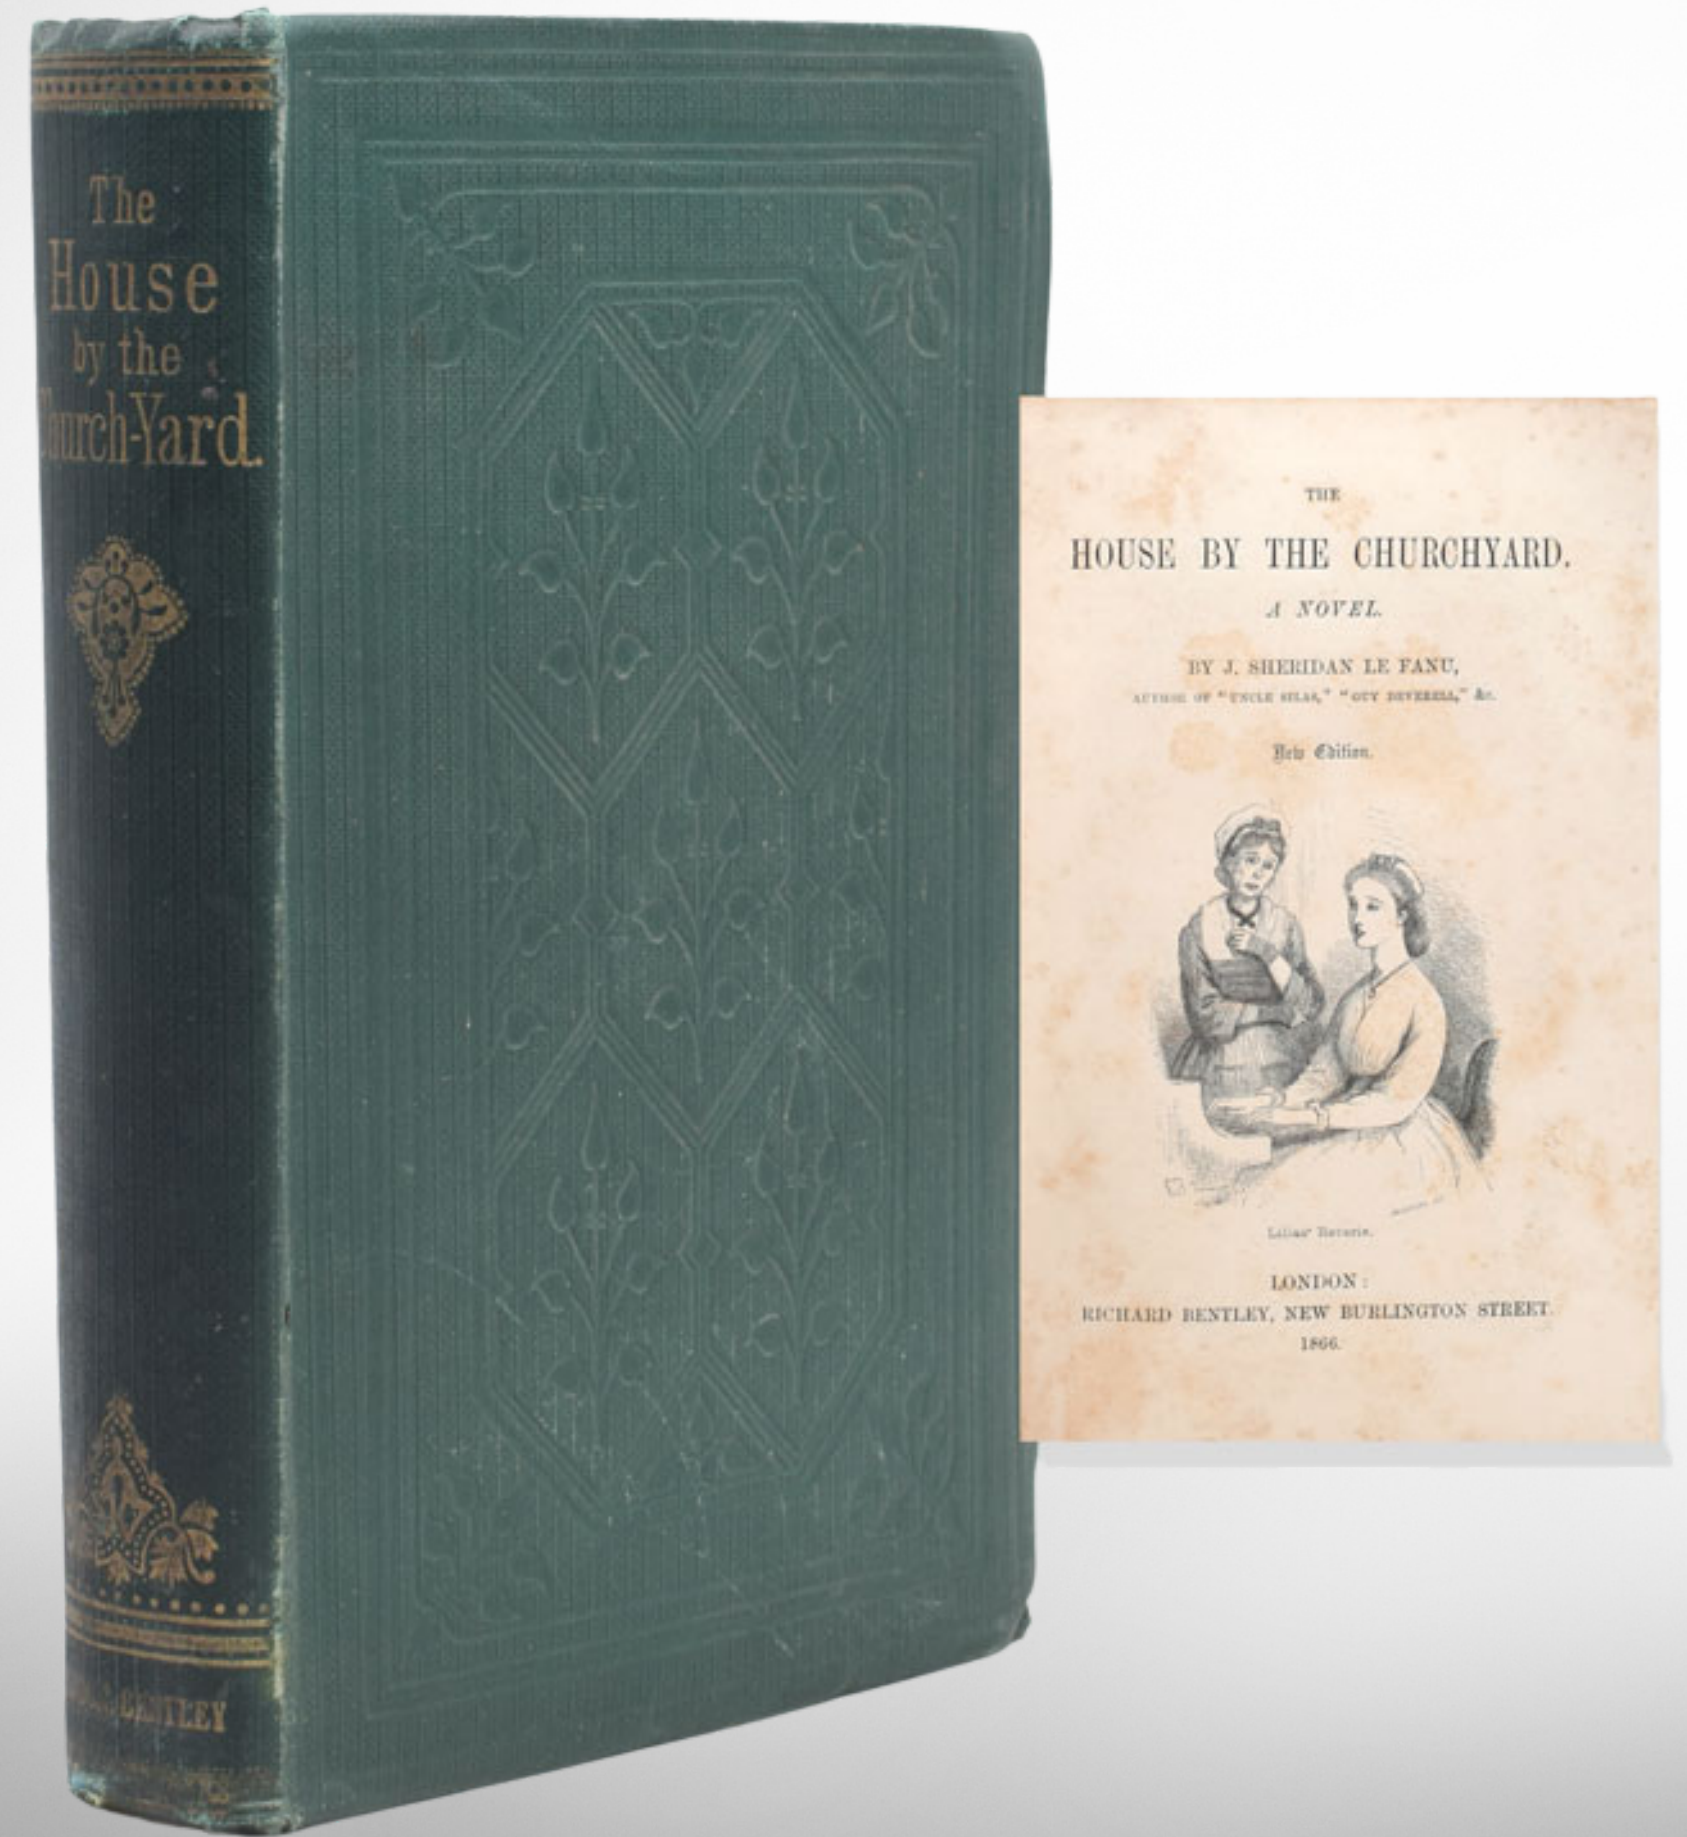 The
House
by the
Church-Yard.
BENTLEY
THE
HOUSE BY THE CHURCHYARD.
A NOVEL.
BY J. SHERIDAN LE FANU,
AUTHOR OF "UNCLE SILAS," "GUY DEVERELL," &c.
New Edition.
Lilias' Reverie.
LONDON:
RICHARD BENTLEY, NEW BURLINGTON STREET.
1866.